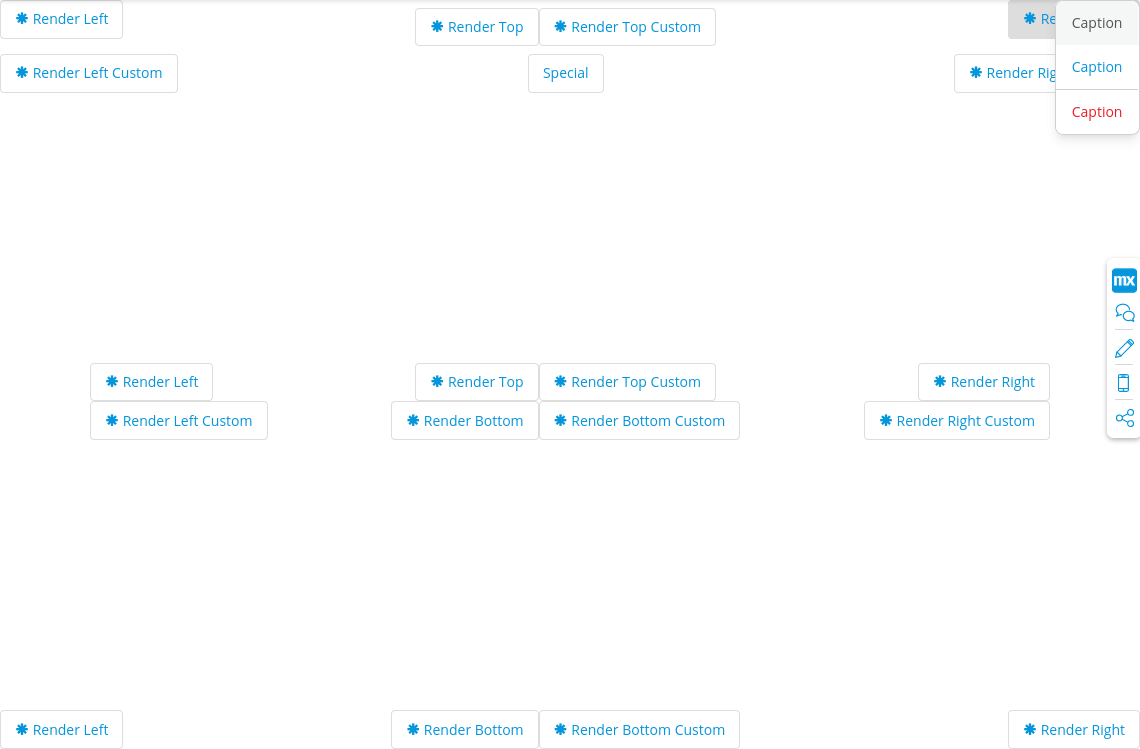 Render Left
Render Top
Render Top Custom
Re
Caption
Render Left Custom
Special
Render Rig
Caption
Caption
mx
Render Left
Render Top
Render Top Custom
Render Right
Render Left Custom
Render Bottom
Render Bottom Custom
Render Right Custom
Render Left
Render Bottom
Render Bottom Custom
Render Right